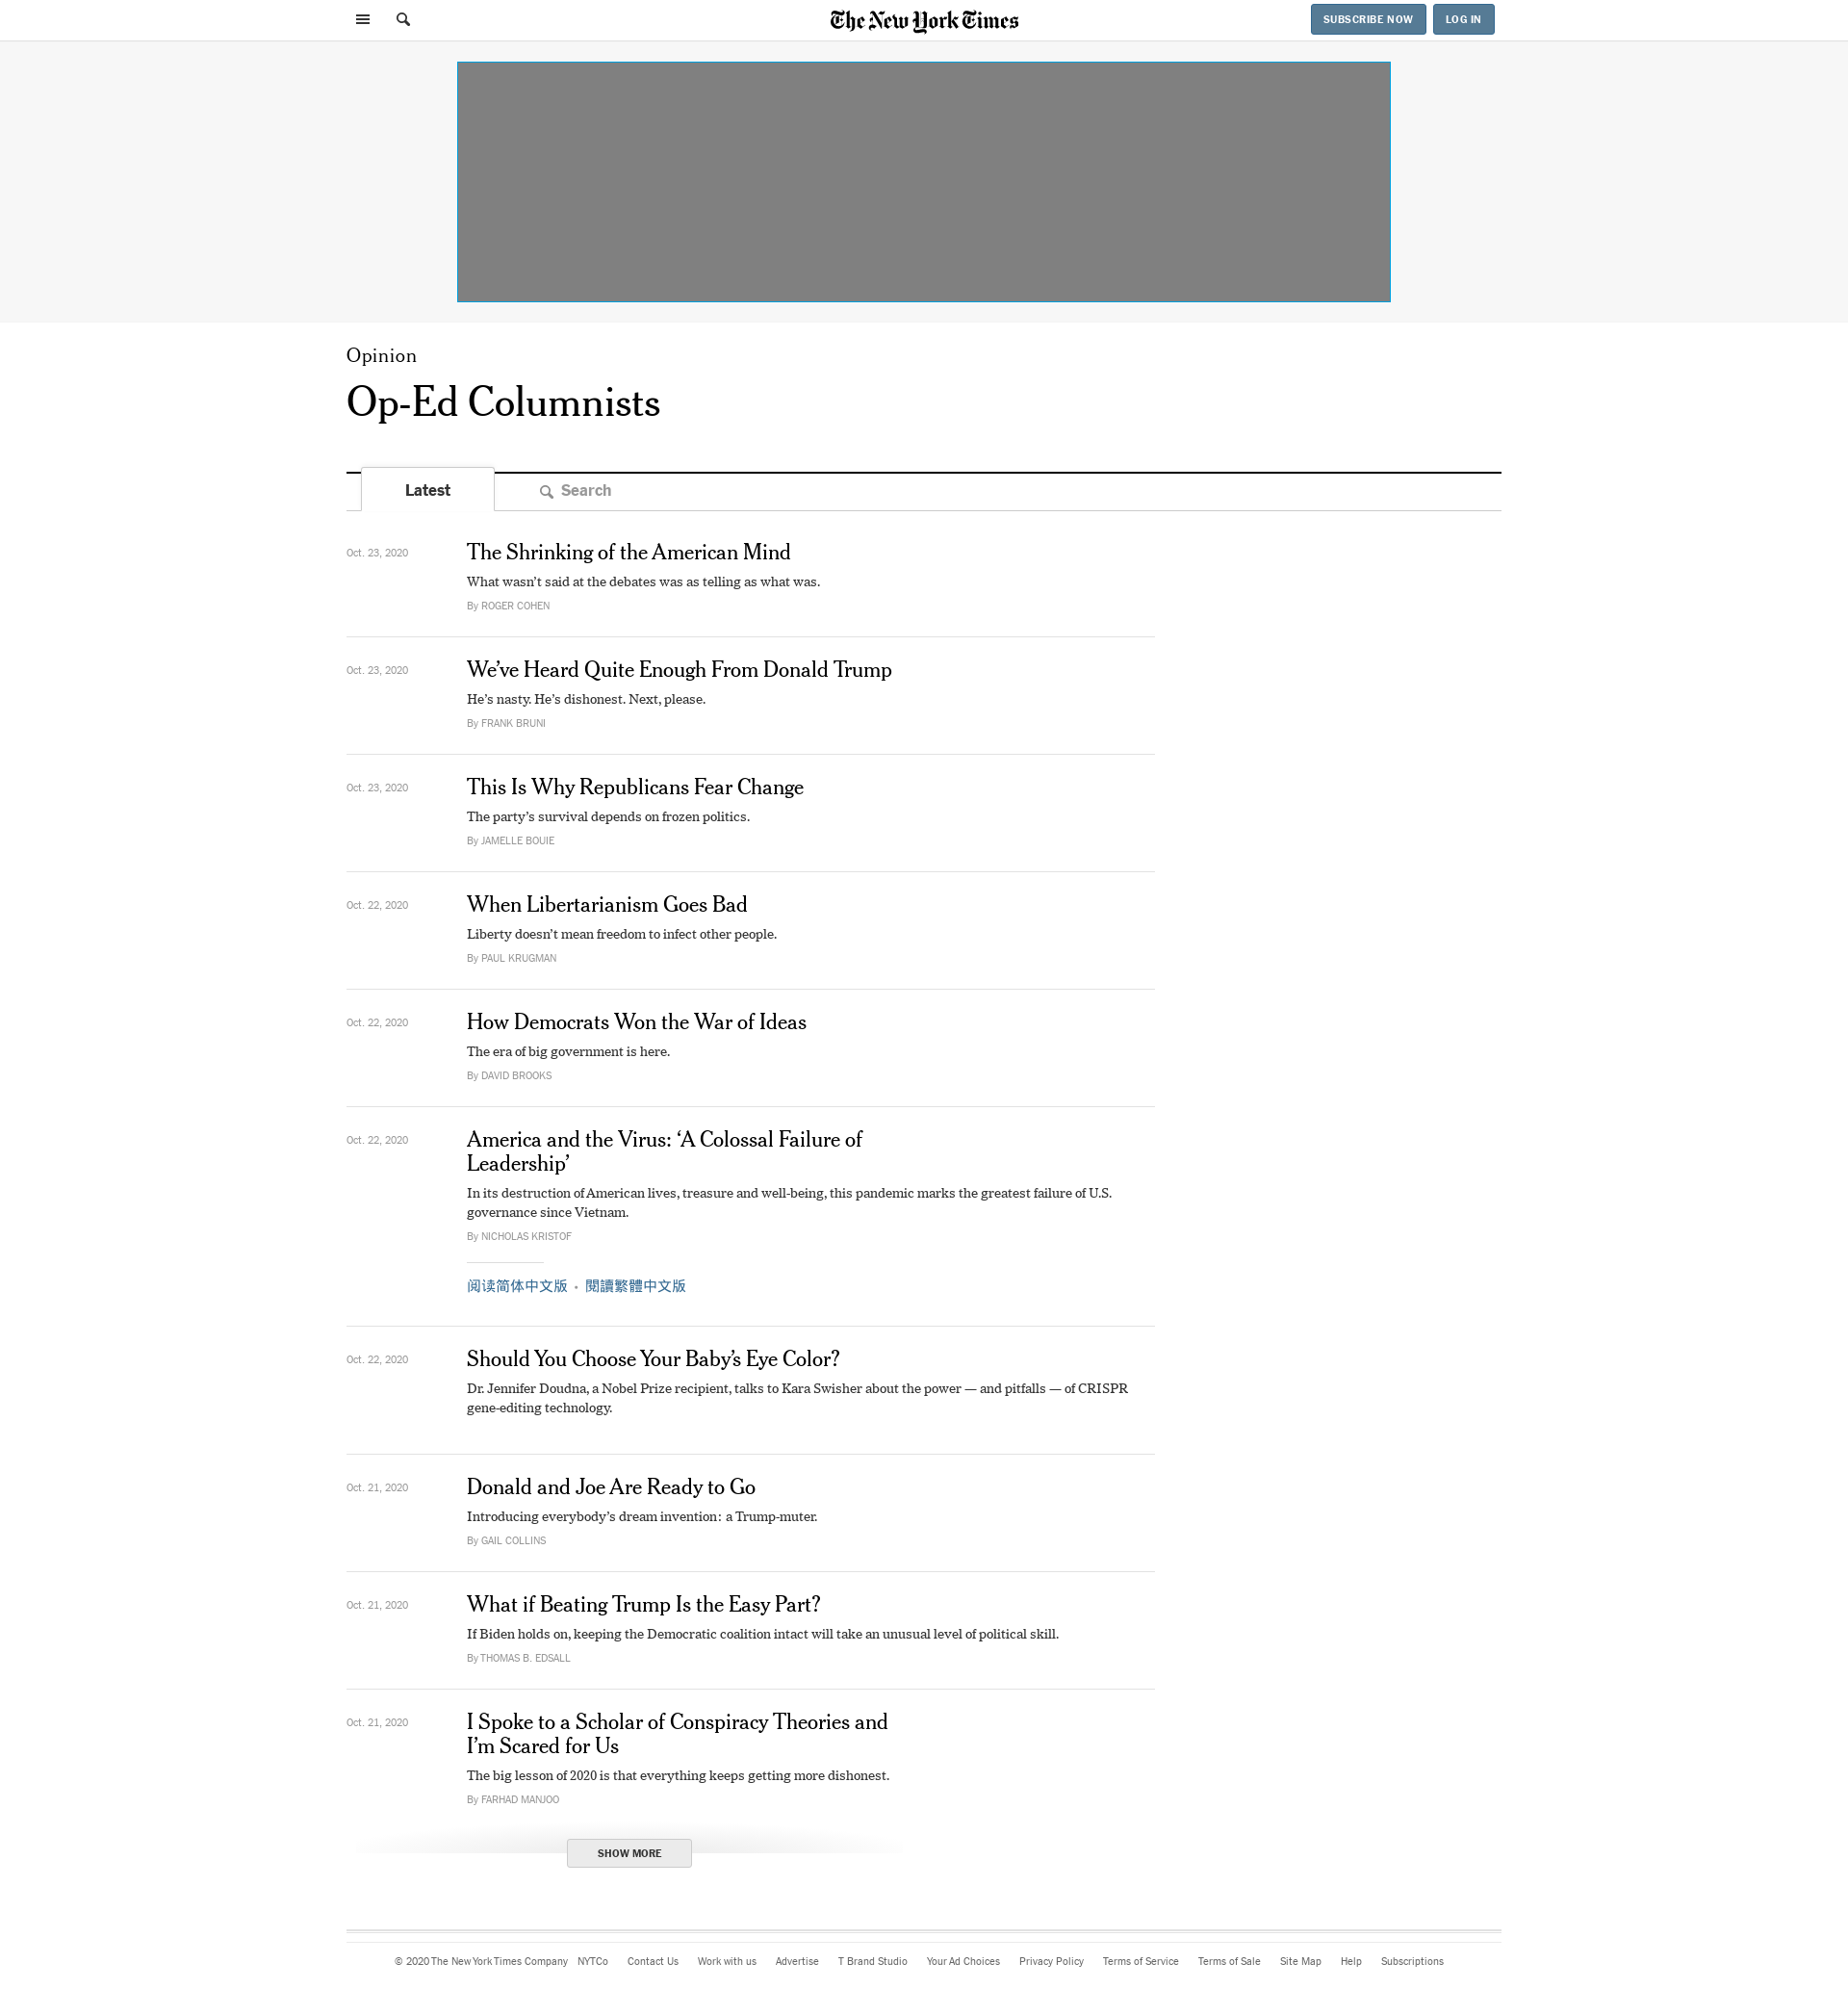 The New York Times
SUBSCRIBE NOW
LOG IN
Opinion
Op-Ed Columnists
Latest
Search
Oct. 23, 2020
The Shrinking of the American Mind
What wasn’t said at the debates was as telling as what was.
By ROGER COHEN
Oct. 23, 2020
We’ve Heard Quite Enough From Donald Trump
He’s nasty. He’s dishonest. Next, please.
By FRANK BRUNI
Oct. 23, 2020
This Is Why Republicans Fear Change
The party’s survival depends on frozen politics.
By JAMELLE BOUIE
Oct. 22, 2020
When Libertarianism Goes Bad
Liberty doesn’t mean freedom to infect other people.
By PAUL KRUGMAN
Oct. 22, 2020
How Democrats Won the War of Ideas
The era of big government is here.
By DAVID BROOKS
Oct. 22, 2020
America and the Virus: ‘A Colossal Failure of
Leadership’
In its destruction of American lives, treasure and well-being, this pandemic marks the greatest failure of U.S.
governance since Vietnam.
By NICHOLAS KRISTOF
阅读简体中文版 • 閱讀繁體中文版
Oct. 22, 2020
Should You Choose Your Baby’s Eye Color?
Dr. Jennifer Doudna, a Nobel Prize recipient, talks to Kara Swisher about the power — and pitfalls — of CRISPR
gene-editing technology.
Oct. 21, 2020
Donald and Joe Are Ready to Go
Introducing everybody’s dream invention: a Trump-muter.
By GAIL COLLINS
Oct. 21, 2020
What if Beating Trump Is the Easy Part?
If Biden holds on, keeping the Democratic coalition intact will take an unusual level of political skill.
By THOMAS B. EDSALL
Oct. 21, 2020
I Spoke to a Scholar of Conspiracy Theories and
I’m Scared for Us
The big lesson of 2020 is that everything keeps getting more dishonest.
By FARHAD MANJOO
SHOW MORE
© 2020 The New York Times Company NYTCo Contact Us Work with us Advertise T Brand Studio Your Ad Choices Privacy Policy Terms of Service Terms of Sale Site Map Help Subscriptions